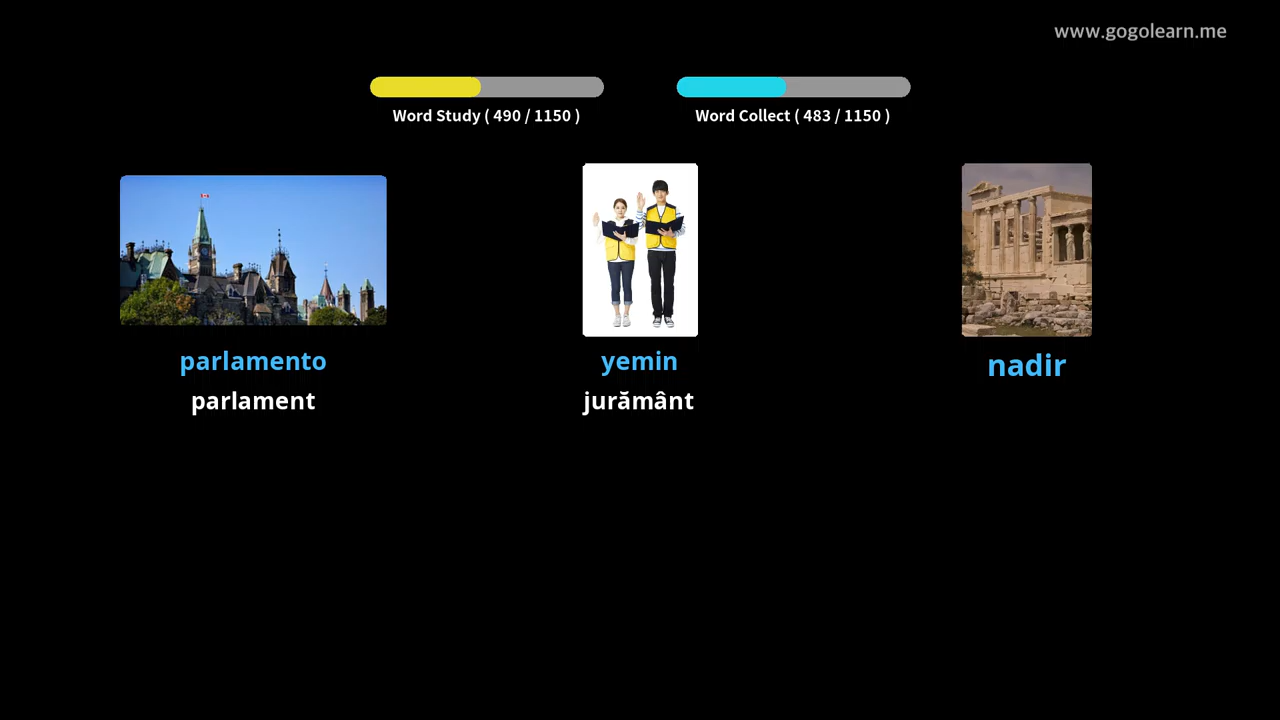 www.gogolearn.me
Word Study ( 490 / 1150 )
Word Collect ( 483 / 1150 )
parlamento
parlament
yemin
jurământ
nadir